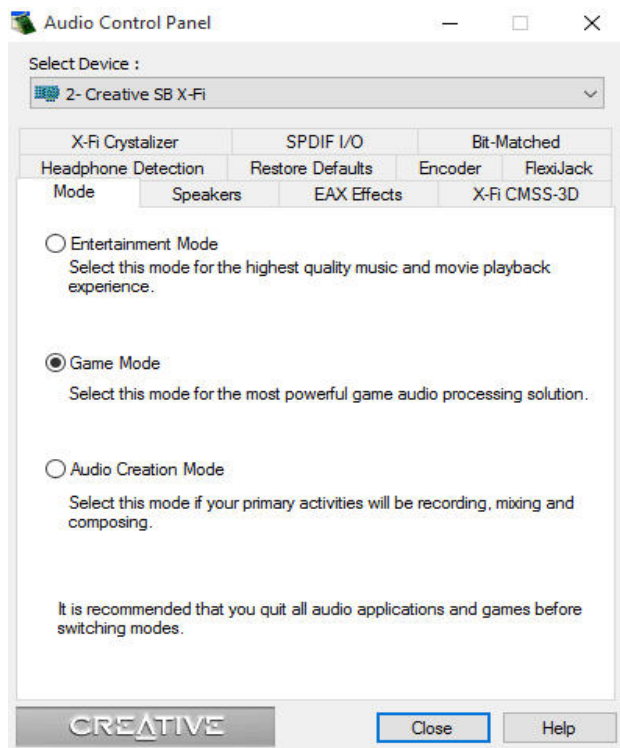 Audio Control Panel
Select Device :
2- Creative SB X-Fi
X-Fi Crystalizer SPDIF I/O Bit-Matched
Headphone Detection Restore Defaults Encoder FlexiJack
Mode Speakers EAX Effects X-Fi CMSS-3D
Entertainment Mode
Select this mode for the highest quality music and movie playback
experience.
Game Mode
Select this mode for the most powerful game audio processing solution.
Audio Creation Mode
Select this mode if your primary activities will be recording, mixing and
composing.
It is recommended that you quit all audio applications and games before
switching modes.
CREATIVE Close Help